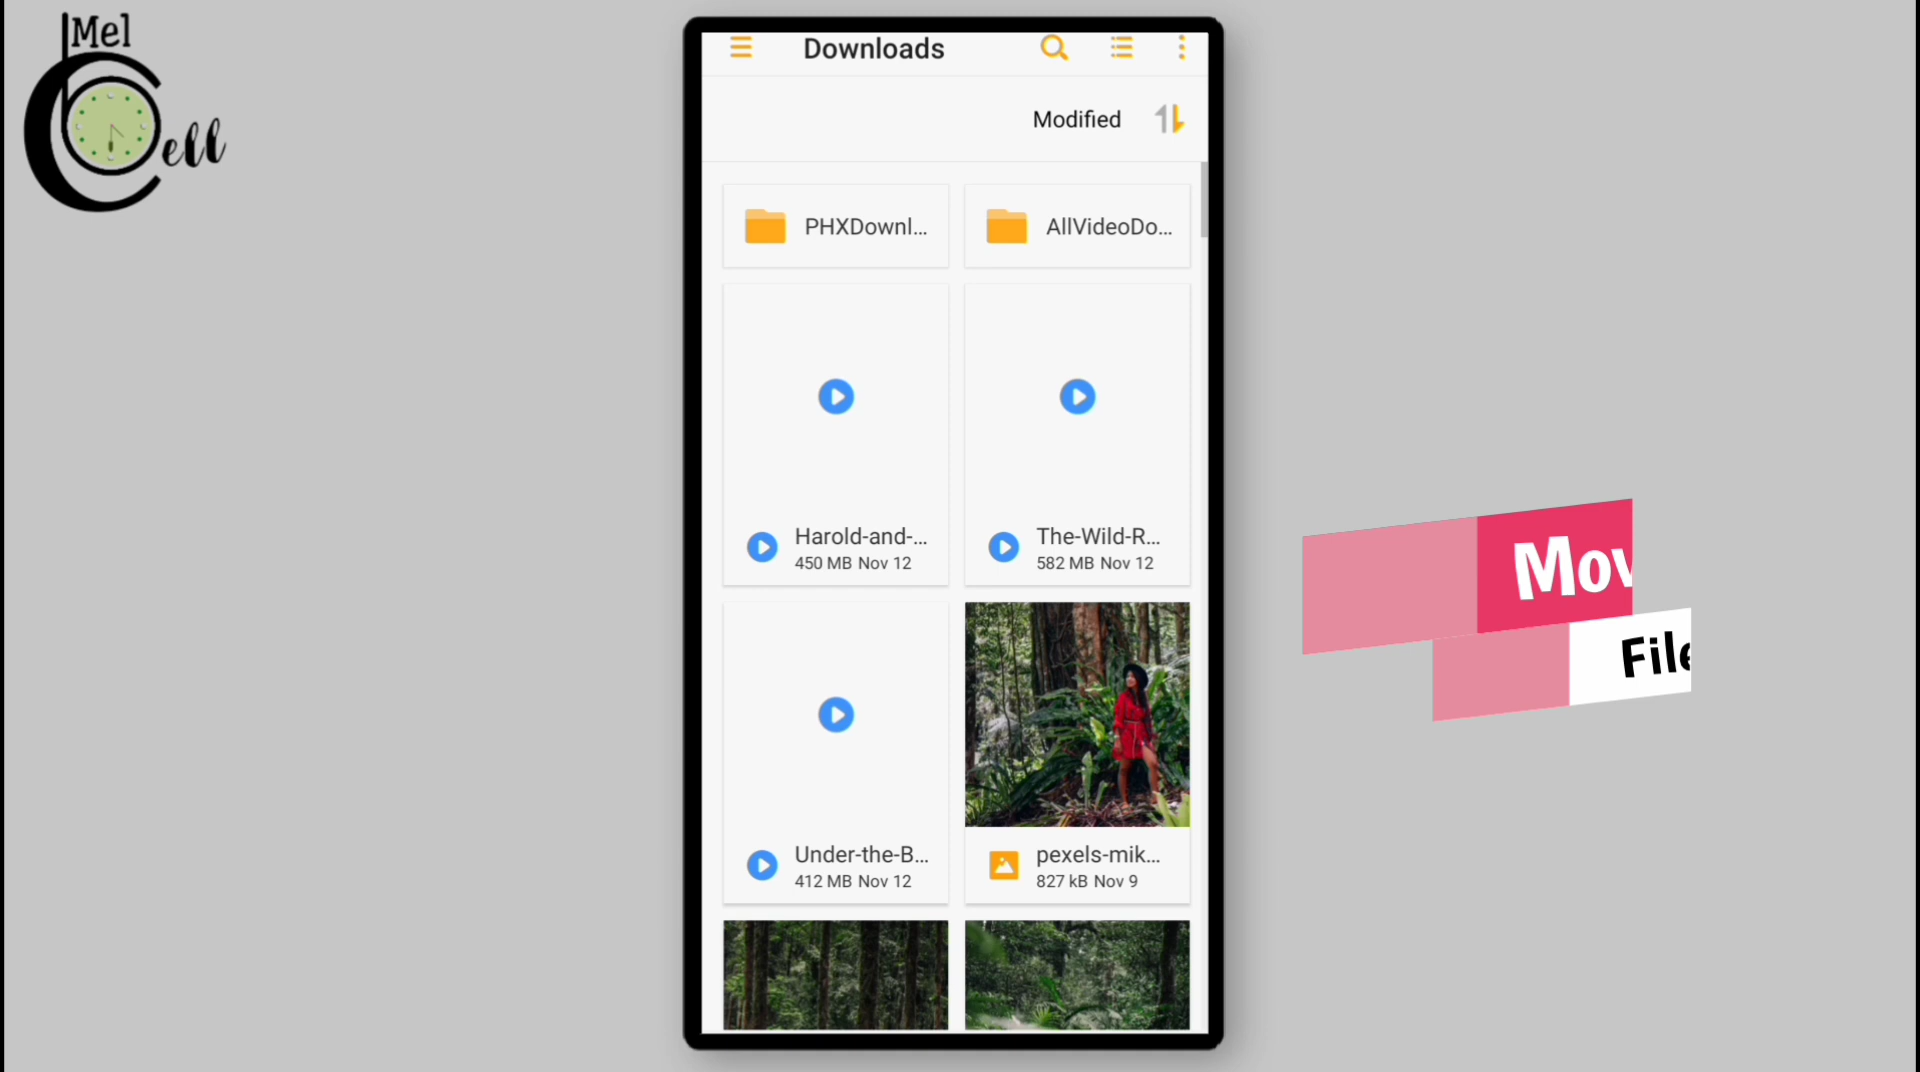 Mel
Cell
Downloads
Modified
PHXDownl...
AllVideoDo...
Harold-and-...
450 MB Nov 12
The-Wild-R...
582 MB Nov 12
Under-the-B...
412 MB Nov 12
pexels-mik...
827 kB Nov 9
Mov
File